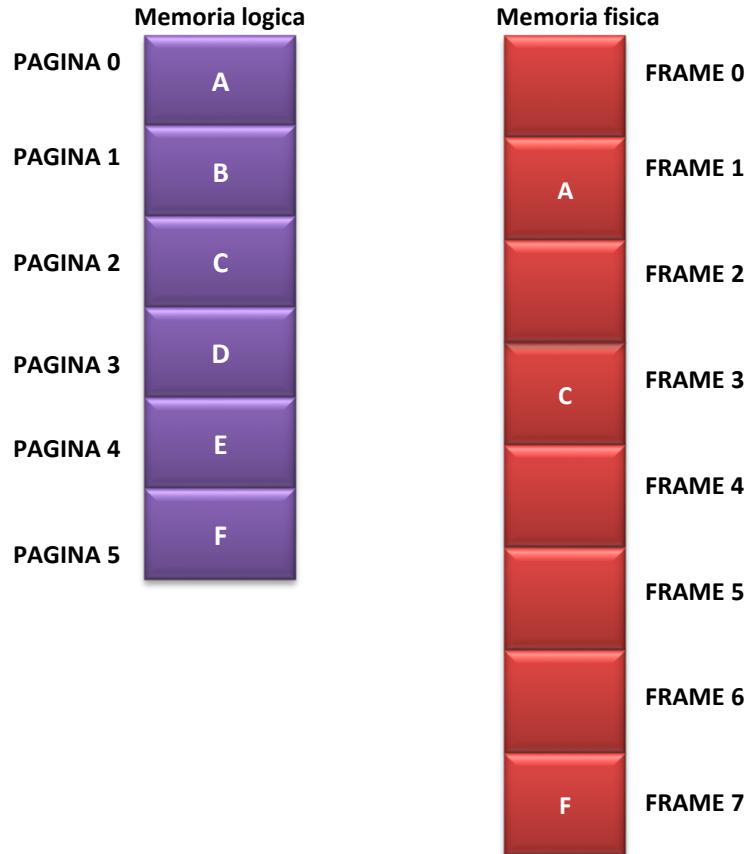 Memoria logica
PAGINA 0
A
PAGINA 1
B
PAGINA 2
C
PAGINA 3
D
PAGINA 4
E
PAGINA 5
F
Memoria fisica
FRAME 0
A
FRAME 1
FRAME 2
C
FRAME 3
FRAME 4
FRAME 5
FRAME 6
F
FRAME 7